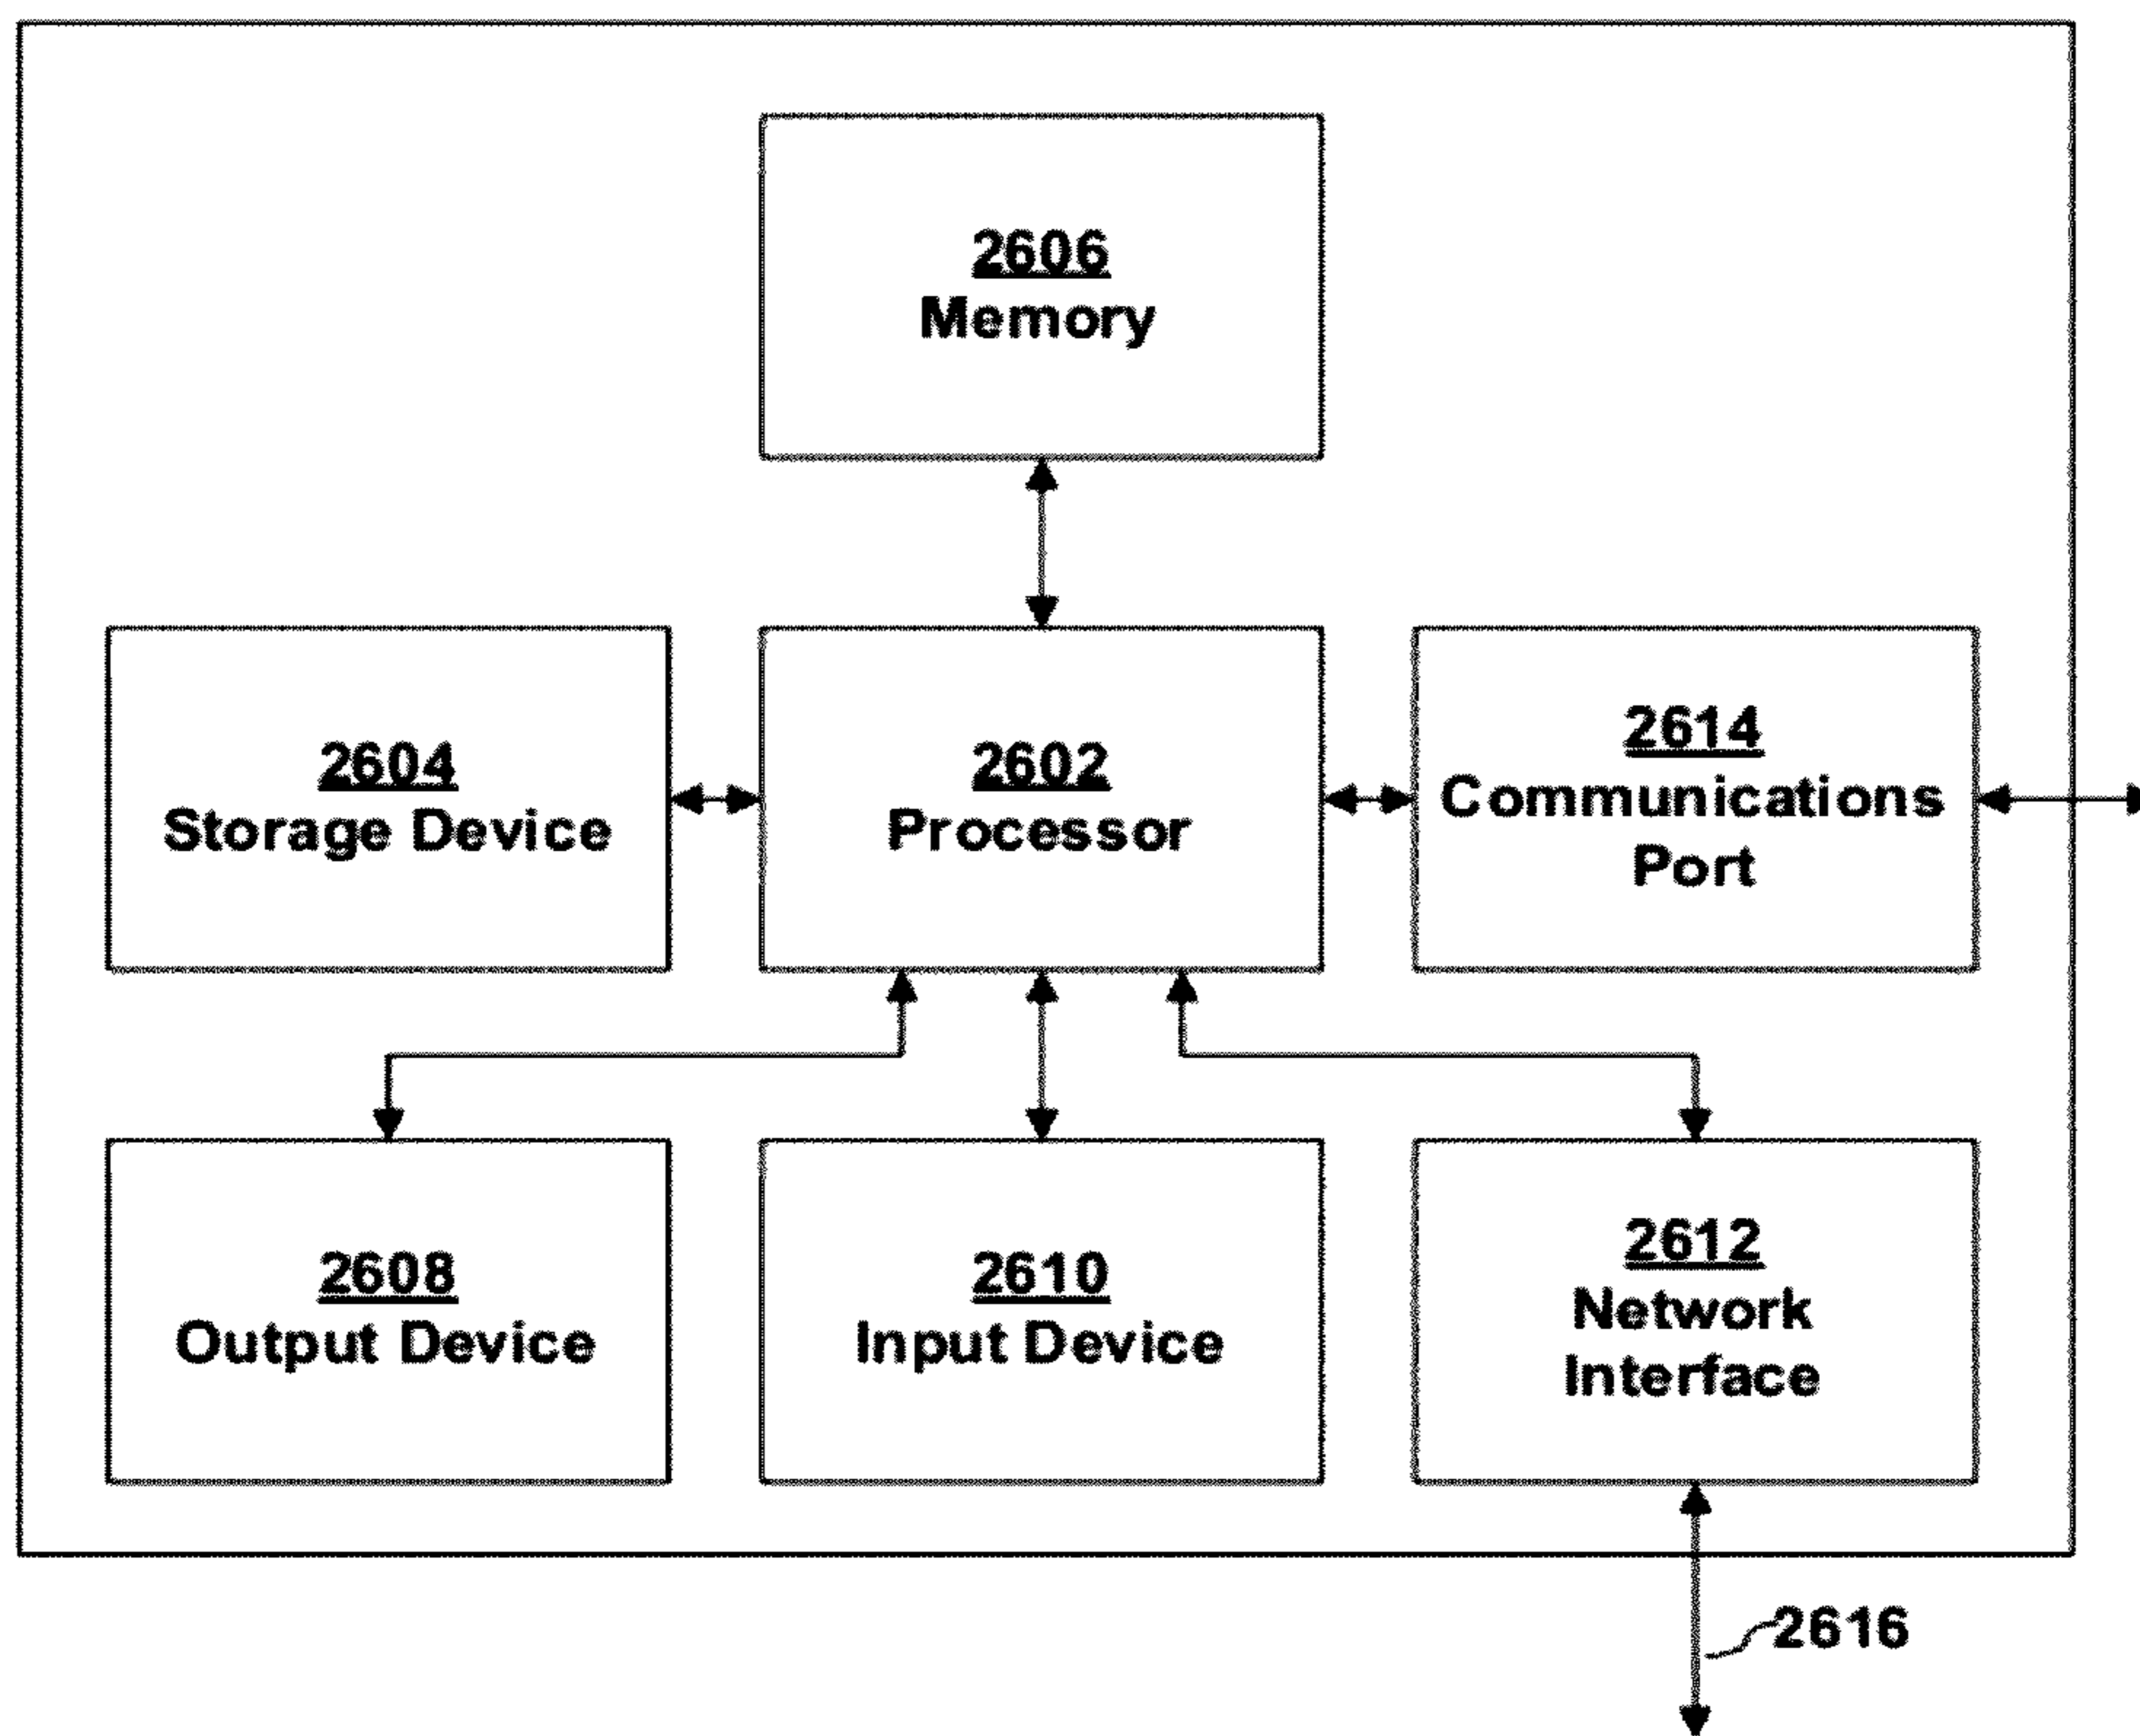 2606
Memory
2604
Storage Device
2602
Processor
2614
Communications
Port
2608
Output Device
2610
Input Device
2612
Network
Interface
2616